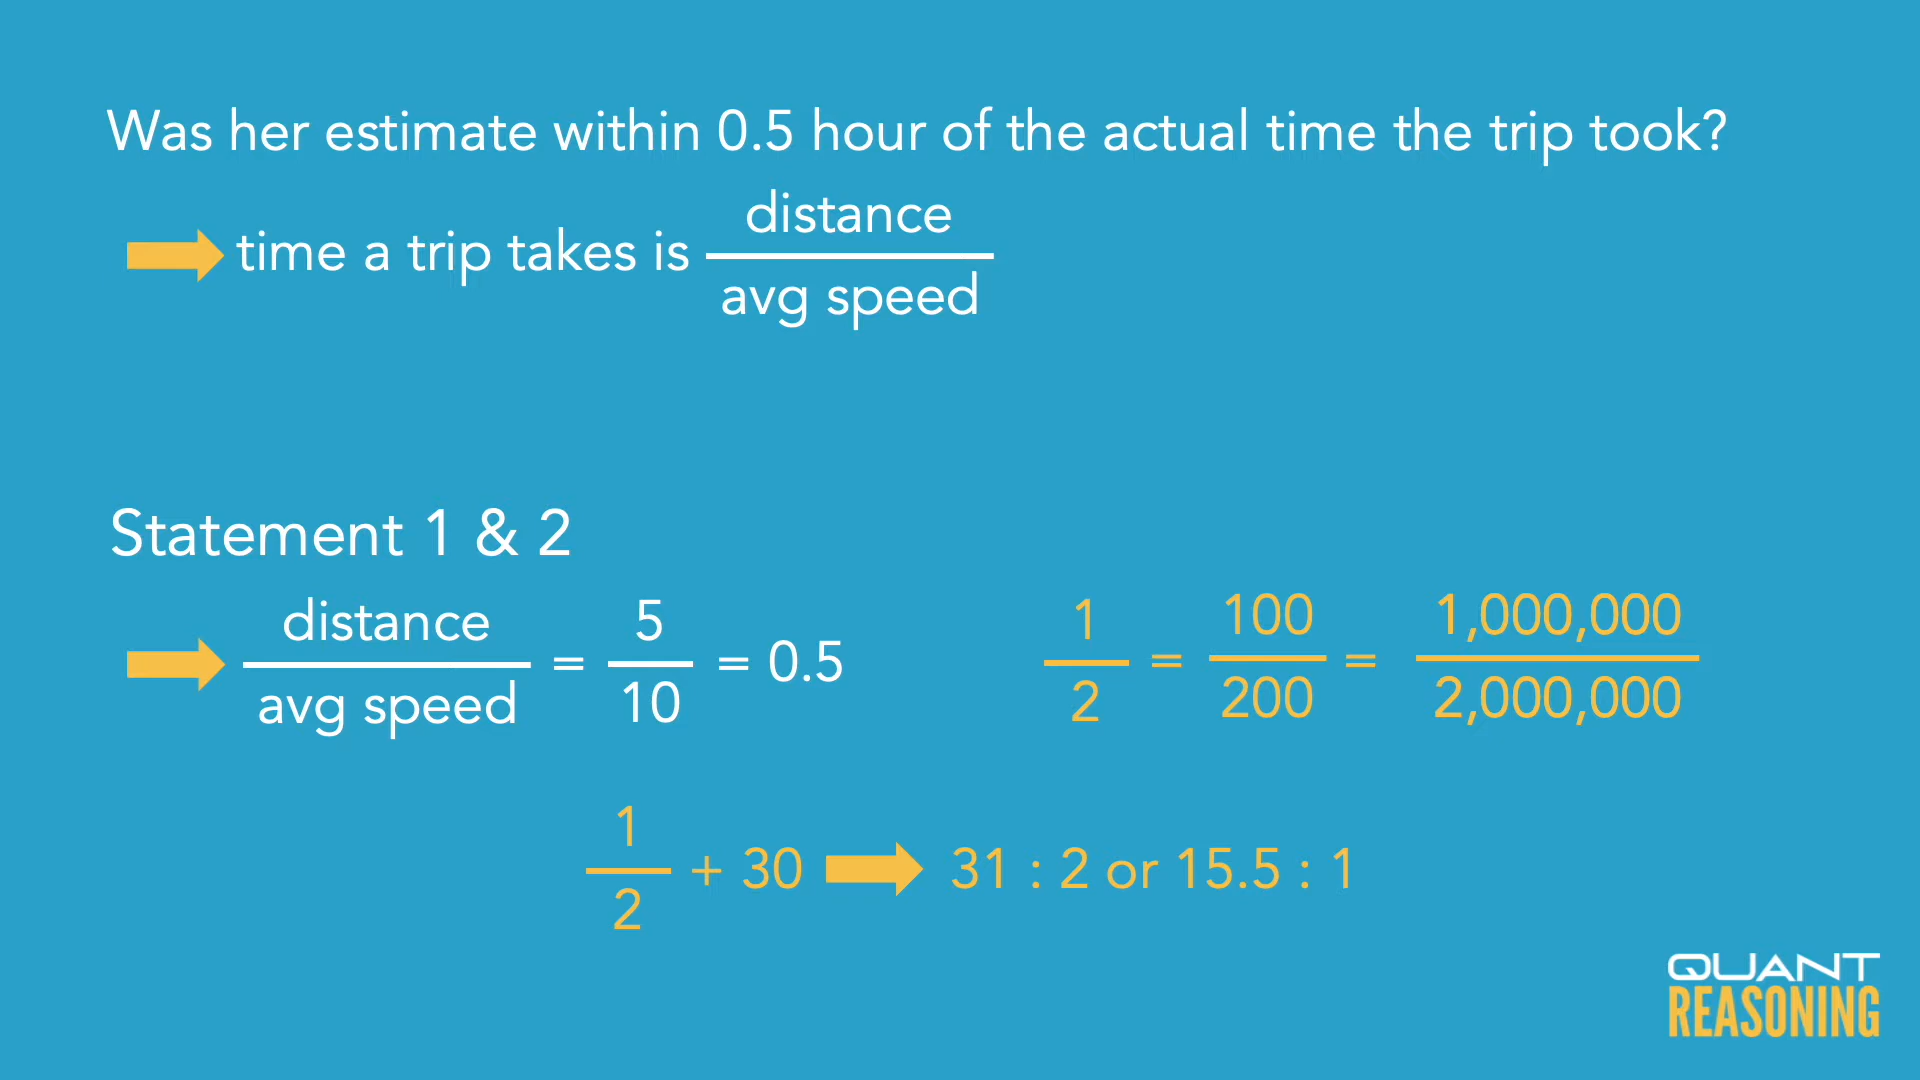 Was her estimate within 0.5 hour of the actual time the trip took?
time a trip takes is distance / avg speed
Statement 1 & 2
distance / avg speed = 5 / 10 = 0.5
1 / 2 = 100 / 200 = 1,000,000 / 2,000,000
1 / 2 + 30 31 : 2 or 15.5 : 1
QUANT
REASONING